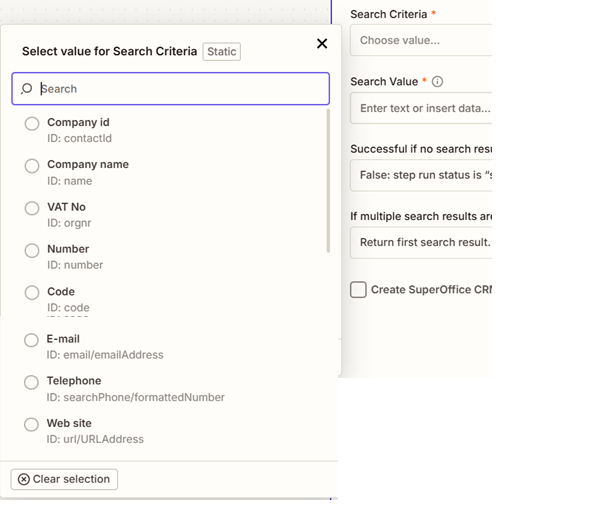 Select value for Search Criteria Static
Search
Company id
ID: contactId
Company name
ID: name
VAT No
ID: orgnr
Number
ID: number
Code
ID: code
E-mail
ID: email/emailAddress
Telephone
ID: searchPhone/formattedNumber
Web site
ID: url/URLAddress
Clear selection
Search Criteria *
Choose value...
Search Value *
Enter text or insert data...
Successful if no search resu
False: step run status is “s
If multiple search results are
Return first search result.
Create SuperOffice CRM